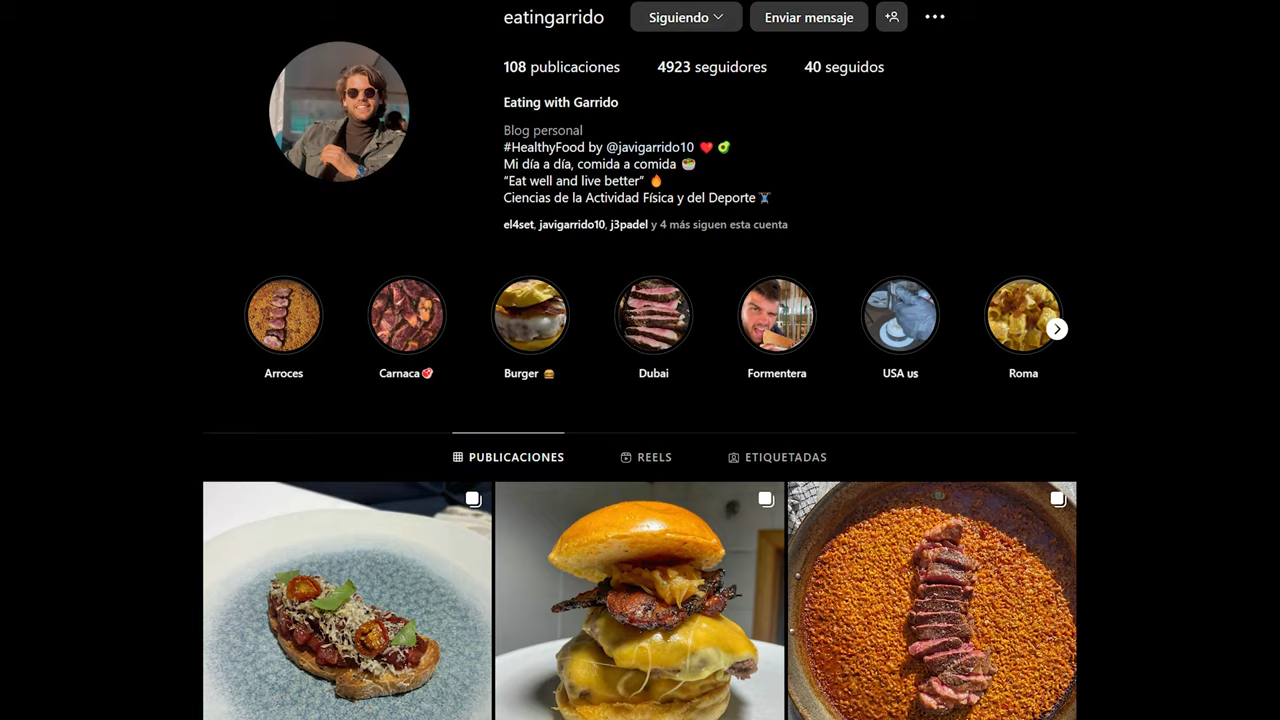 eatingarrido Siguiendo Enviar mensaje
108 publicaciones 4923 seguidores 40 seguidos
Eating with Garrido
Blog personal
#HealthyFood by @javigarrido10 ❤️ 🥑
Mi día a día, comida a comida 🥗
“Eat well and live better” 🔥
Ciencias de la Actividad Física y del Deporte 🏋️
el4set, javigarrido10, j3padel y 4 más siguen esta cuenta
Arroces Carnaca🥩 Burger 🍔 Dubai Formentera USA us Roma
PUBLICACIONES REELS ETIQUETADAS